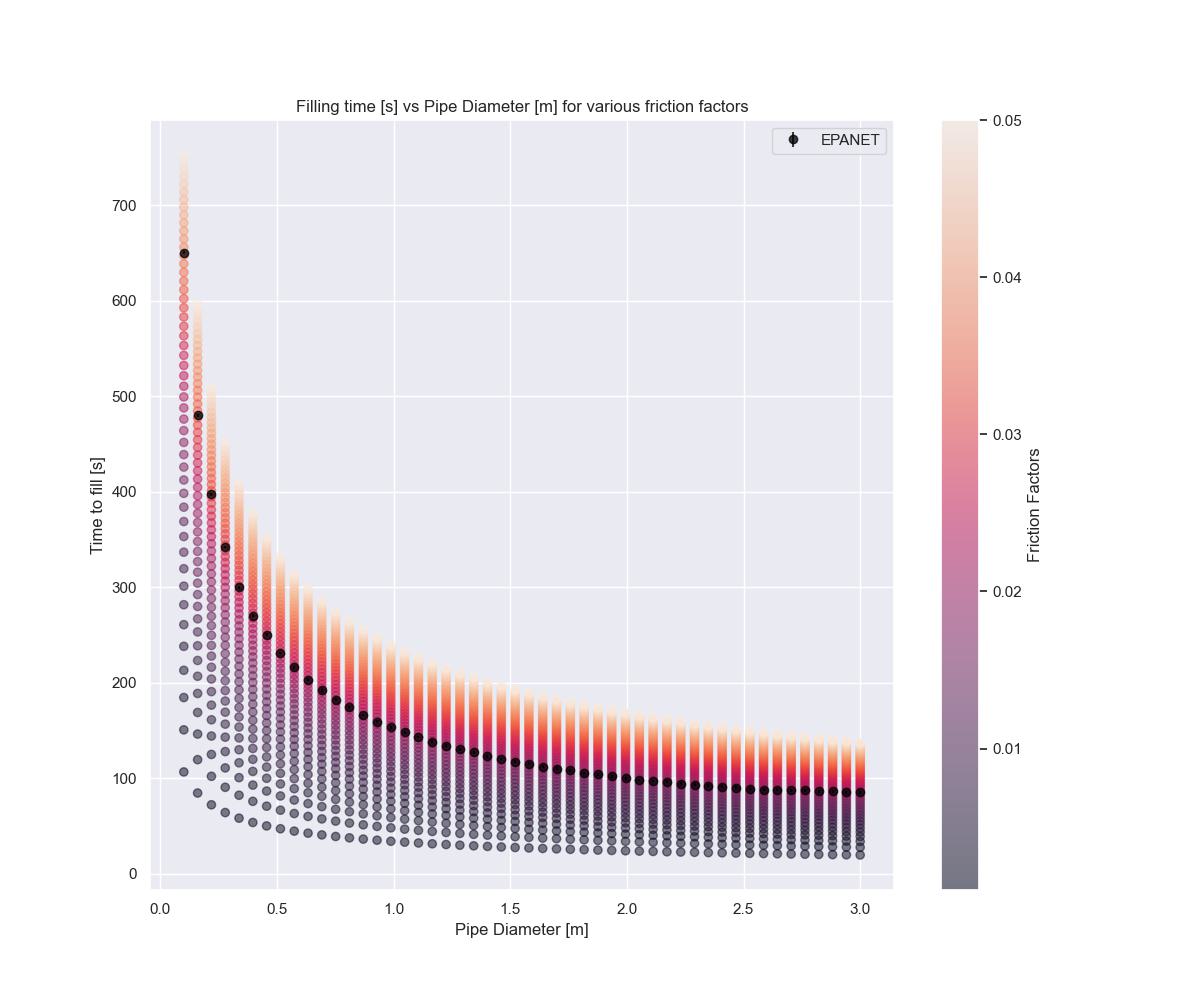 Filling time [s] vs Pipe Diameter [m] for various friction factors
EPANET
Time to fill [s]
700
600
500
400
300
200
100
0
0.0 0.5 1.0 1.5 2.0 2.5 3.0
Pipe Diameter [m]
0.05
0.04
0.03
0.02
0.01
Friction Factors